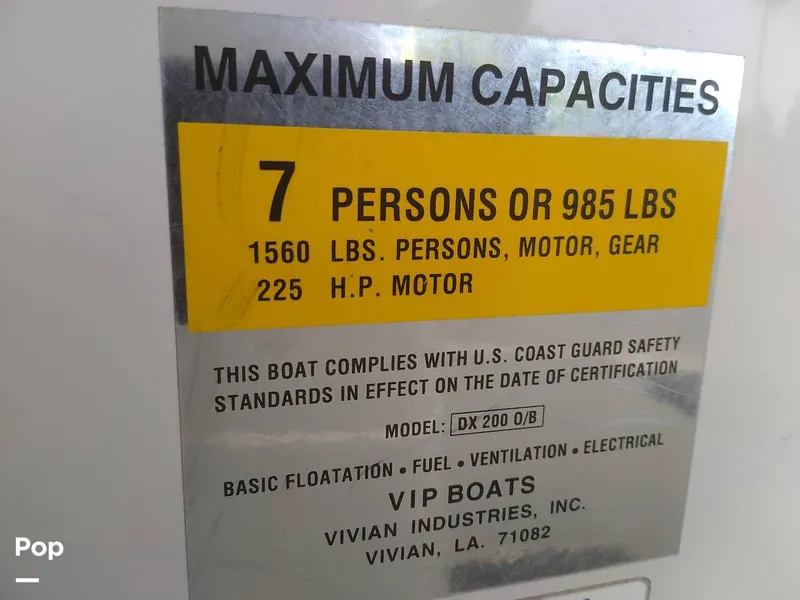 MAXIMUM CAPACITIES
7 PERSONS OR 985 LBS
1560 LBS. PERSONS, MOTOR, GEAR
225 H.P. MOTOR
THIS BOAT COMPLIES WITH U.S. COAST GUARD SAFETY
STANDARDS IN EFFECT ON THE DATE OF CERTIFICATION
MODEL: DX 200 O/B
BASIC FLOATATION • FUEL • VENTILATION • ELECTRICAL
VIP BOATS
VIVIAN INDUSTRIES, INC.
VIVIAN, LA. 71082
Pop